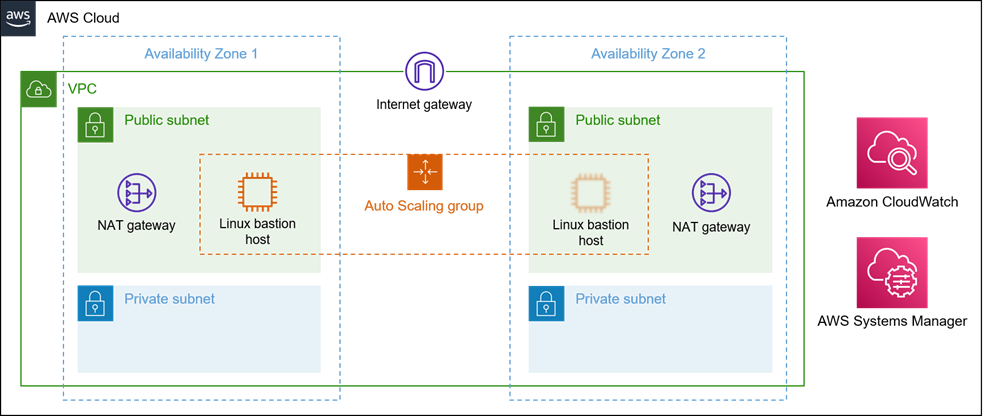 aws
AWS Cloud
Availability Zone 1
Availability Zone 2
VPC
Internet gateway
Public subnet
Public subnet
Auto Scaling group
NAT gateway
Linux bastion
host
Linux bastion
host
NAT gateway
Amazon CloudWatch
Private subnet
Private subnet
AWS Systems Manager